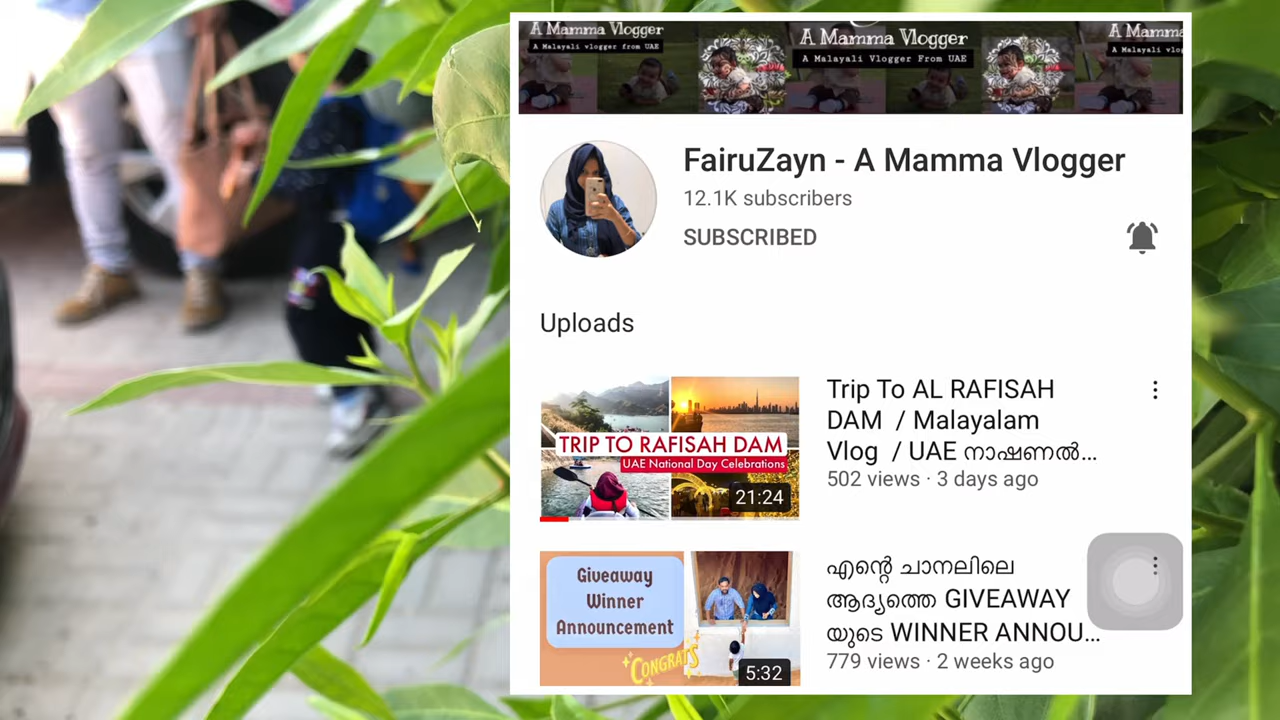 A Mamma Vlogger
A Malayali vlogger from UAE
A Mamma Vlogger
A Malayali Vlogger From UAE
A Mamma
A Malayali vlog
FairuZayn - A Mamma Vlogger
12.1K subscribers
SUBSCRIBED
Uploads
TRIP TO RAFISAH DAM
UAE National Day Celebrations
21:24
Trip To AL RAFISAH
DAM / Malayalam
Vlog / UAE നാഷണൽ...
502 views · 3 days ago
Giveaway
Winner
Announcement
CONGRATS
5:32
എന്റെ ചാനലിലെ
ആദ്യത്തെ GIVEAWAY
യുടെ WINNER ANNOU...
779 views · 2 weeks ago